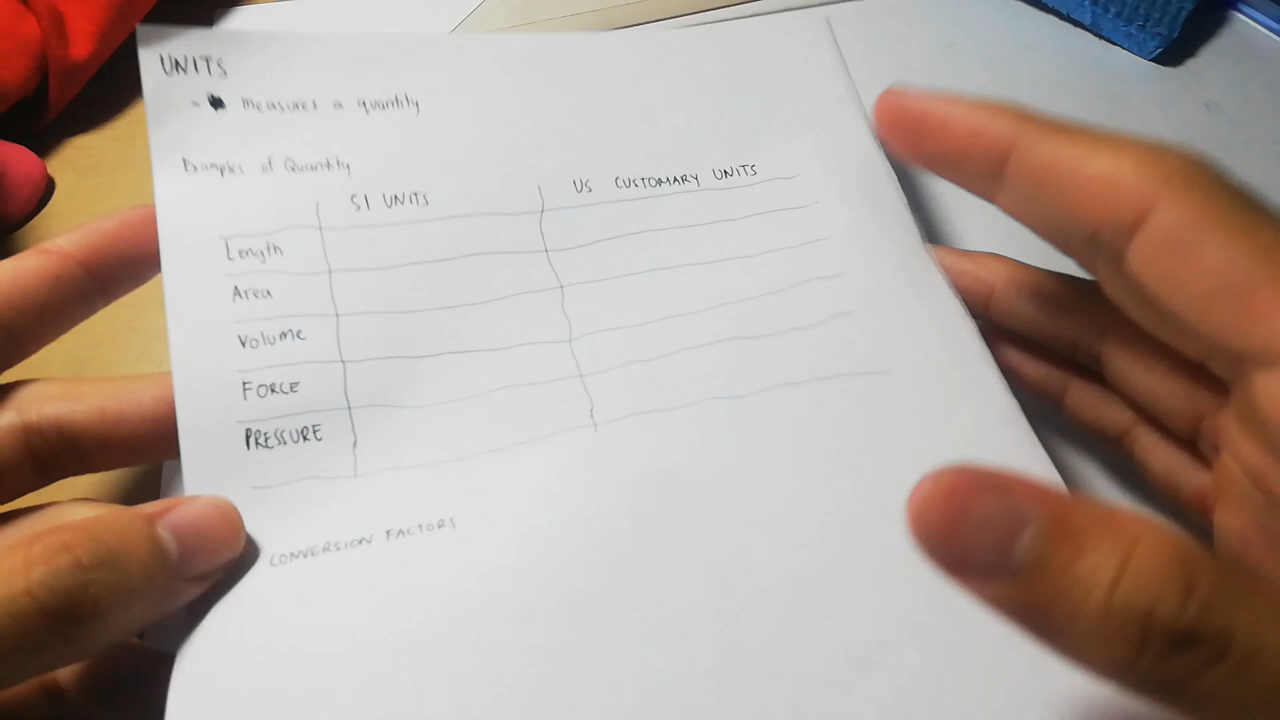 UNITS
- measures a quantity
Examples of Quantity
SI UNITS US CUSTOMARY UNITS
Length
Area
Volume
FORCE
PRESSURE
CONVERSION FACTORS